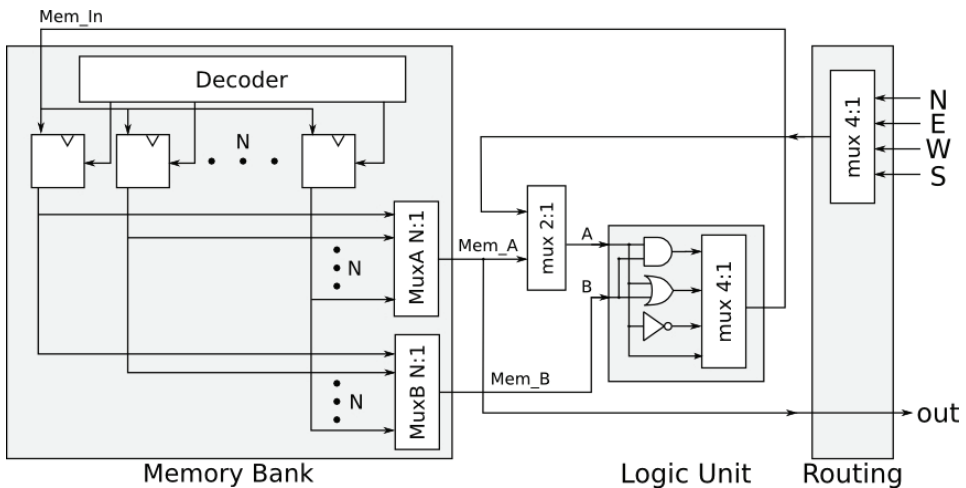 Mem_In
Decoder
N
MuxA N:1
N
MuxB N:1
N
Mem_A
Mem_B
mux 2:1
A
B
mux 4:1
mux 4:1
N
E
W
S
out
Memory Bank
Logic Unit
Routing